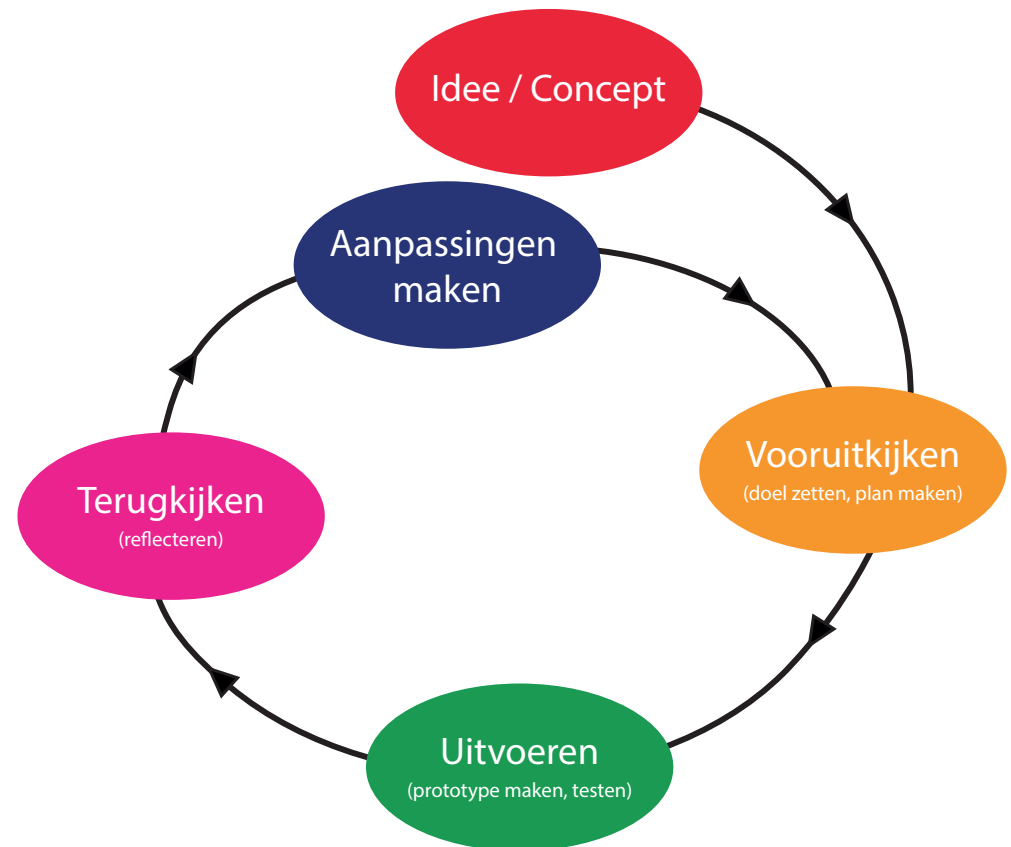 Idee / Concept
Aanpassingen
maken
Vooruitkijken
(doel zetten, plan maken)
Terugkijken
(reflecteren)
Uitvoeren
(prototype maken, testen)